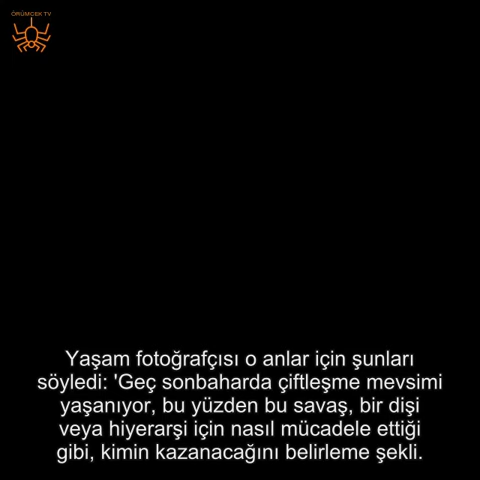 ÖRÜMCEK TV
Yaşam fotoğrafçısı o anlar için şunları
söyledi: 'Geç sonbaharda çiftleşme mevsimi
yaşanıyor, bu yüzden bu savaş, bir dişi
veya hiyerarşi için nasıl mücadele ettiği
gibi, kimin kazanacağını belirleme şekli.